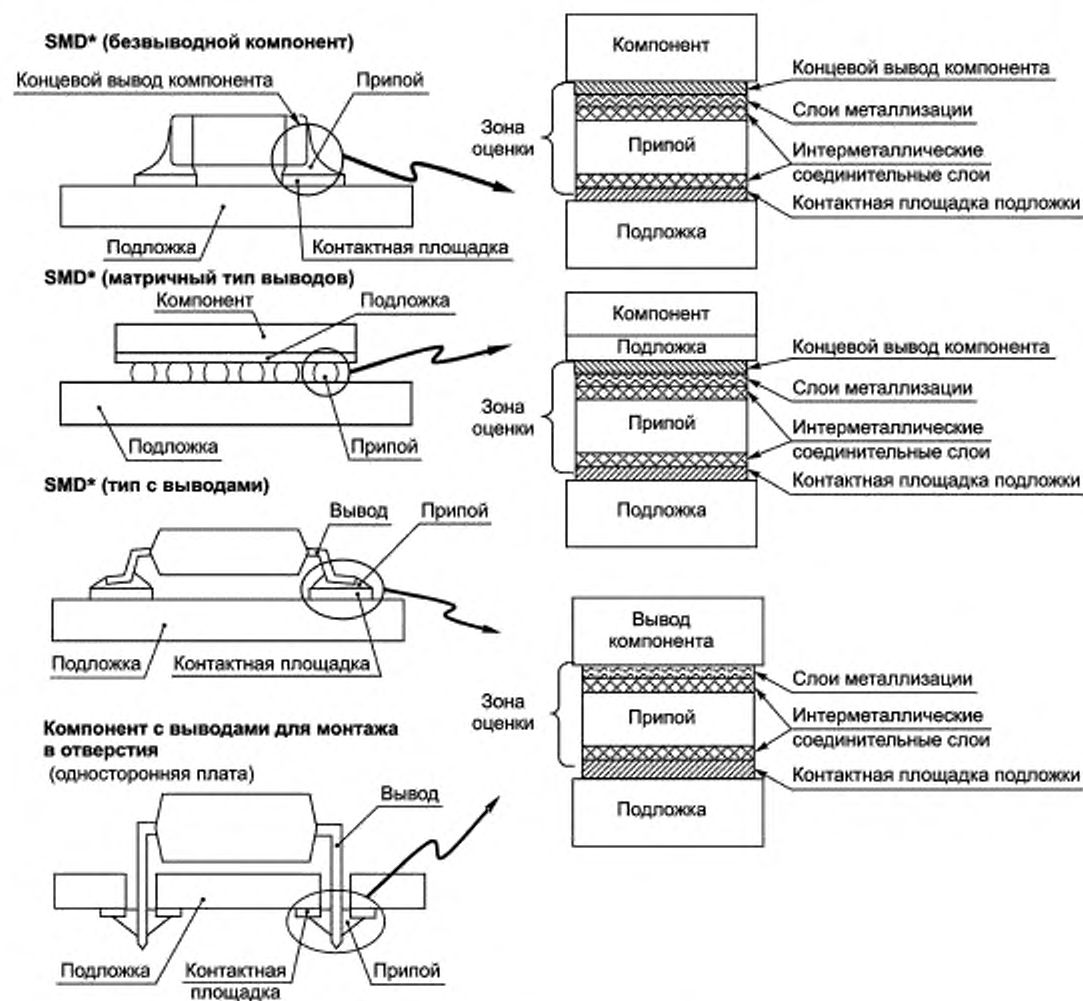 SMD* (безвыводной компонент)
Концевой вывод компонента
Припой
Подложка
Контактная площадка
Компонент
Зона
оценки
Припой
Подложка
Концевой вывод компонента
Слои металлизации
Интерметаллические
соединительные слои
Контактная площадка подложки
SMD* (матричный тип выводов)
Компонент
Подложка
Подложка
Припой
Компонент
Подложка
Зона
оценки
Припой
Подложка
Концевой вывод компонента
Слои металлизации
Интерметаллические
соединительные слои
Контактная площадка подложки
SMD* (тип с выводами)
Вывод
Припой
Подложка
Контактная площадка
Вывод
компонента
Зона
оценки
Припой
Подложка
Слои металлизации
Интерметаллические
соединительные слои
Контактная площадка подложки
Компонент с выводами для монтажа
в отверстия
(односторонняя плата)
Вывод
Подложка
Контактная
площадка
Припой